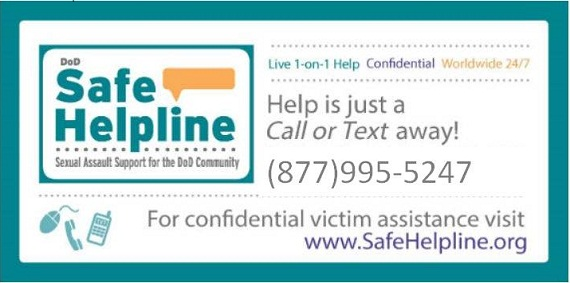 DoD
Safe
Helpline
Sexual Assault Support for the DoD Community
Live 1-on-1 Help Confidential Worldwide 24/7
Help is just a
Call or Text away!
(877)995-5247
For confidential victim assistance visit
www.SafeHelpline.org